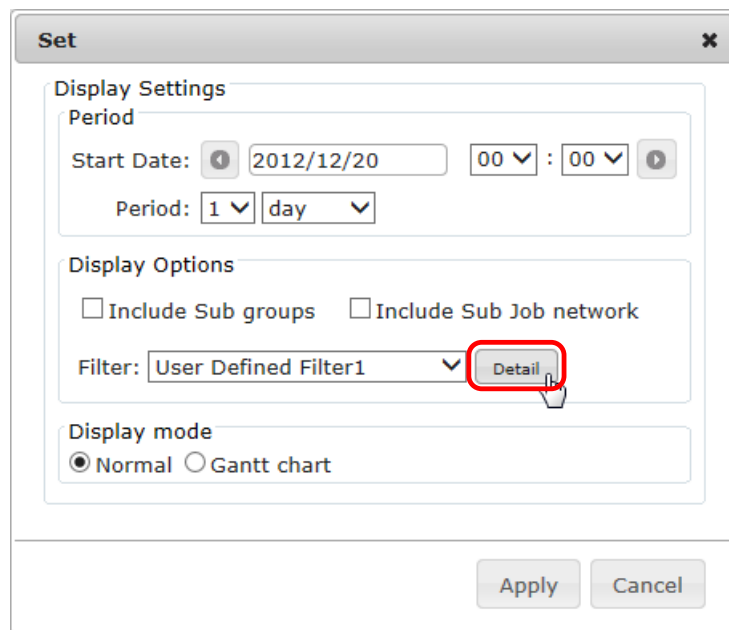 Set
Display Settings
Period
Start Date: 2012/12/20 00 : 00
Period: 1 day
Display Options
Include Sub groups Include Sub Job network
Filter: User Defined Filter1 Detail
Display mode
Normal Gantt chart
Apply Cancel